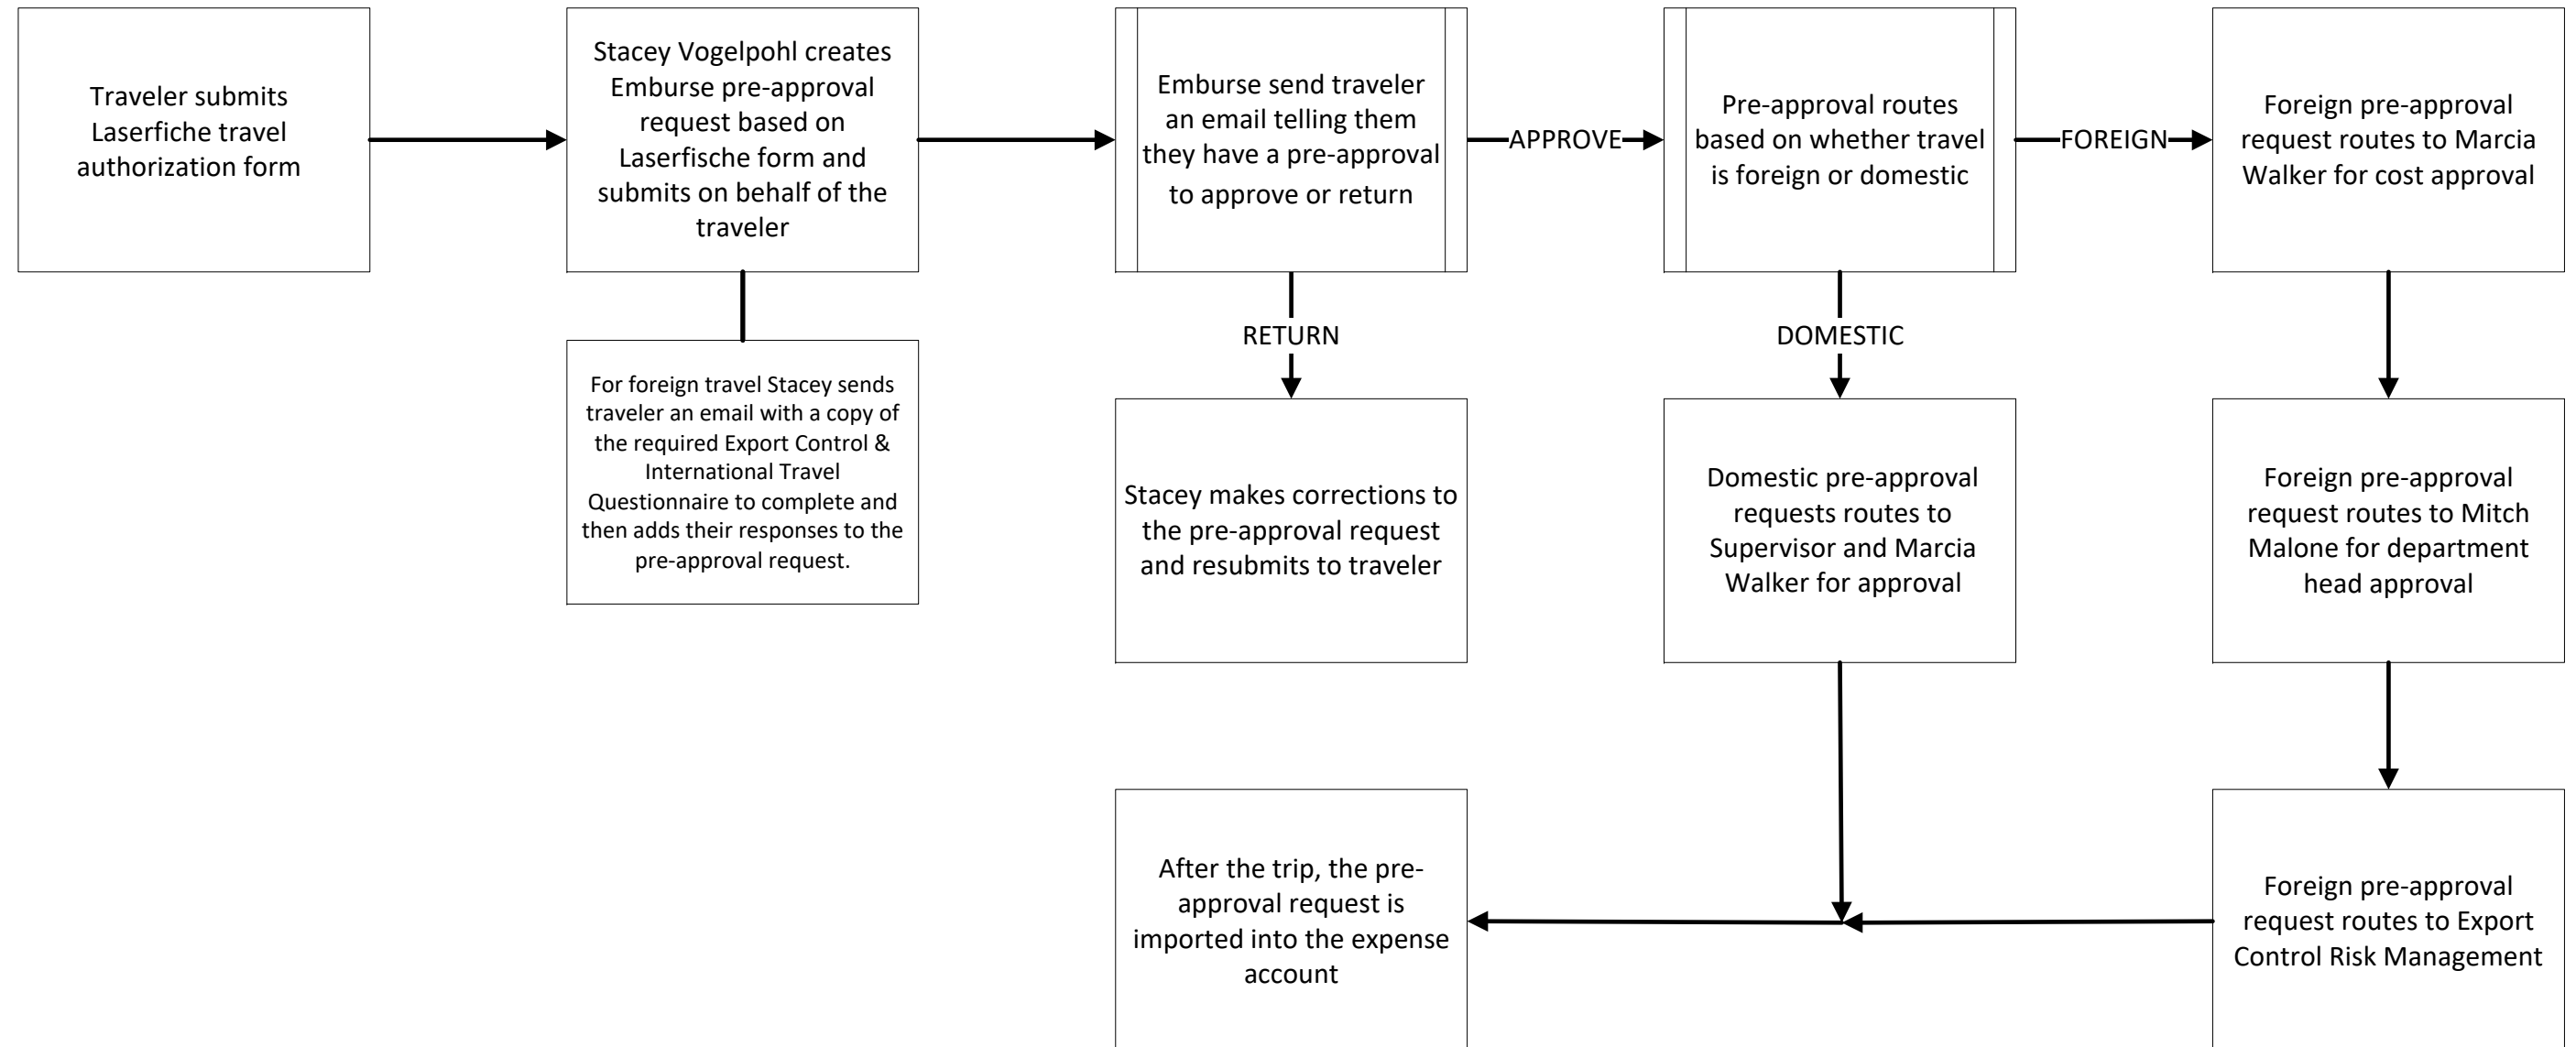 Traveler submits
Laserfiche travel
authorization form
Stacey Vogelpohl creates
Emburse pre-approval
request based on
Laserfische form and
submits on behalf of the
traveler
Emburse send traveler
an email telling them
they have a pre-approval
to approve or return
APPROVE
Pre-approval routes
based on whether travel
is foreign or domestic
FOREIGN
Foreign pre-approval
request routes to Marcia
Walker for cost approval
For foreign travel Stacey sends
traveler an email with a copy of
the required Export Control &
International Travel
Questionnaire to complete and
then adds their responses to the
pre-approval request.
RETURN
DOMESTIC
Stacey makes corrections to
the pre-approval request
and resubmits to traveler
Domestic pre-approval
requests routes to
Supervisor and Marcia
Walker for approval
Foreign pre-approval
request routes to Mitch
Malone for department
head approval
After the trip, the pre-
approval request is
imported into the expense
account
Foreign pre-approval
request routes to Export
Control Risk Management